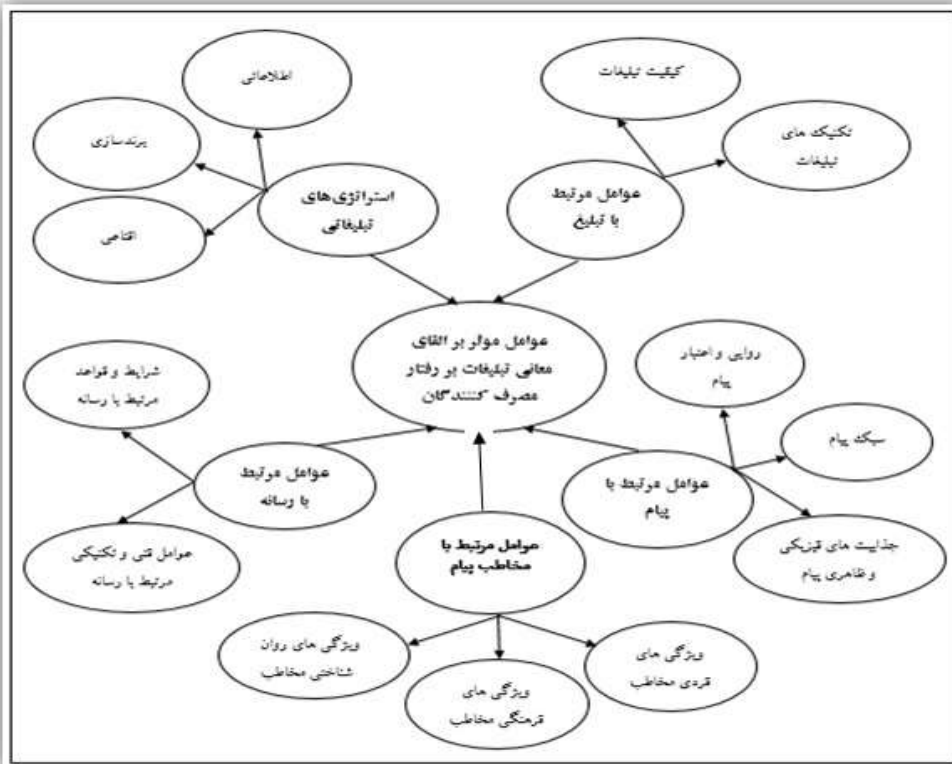 کیفیت تبلیغات
تکنیک های
تبلیغات
عوامل مرتبط
با تبلیغ
اطلاعاتی
برندسازی
اقناعی
استراتژی‌های
تبلیغاتی
عوامل موثر بر القای
معانی تبلیغات بر رفتار
مصرف کنندگان
روایی و اعتبار
پیام
سبک پیام
جذابیت های فیزیکی
و ظاهری پیام
عوامل مرتبط با
پیام
شرایط و قواعد
مرتبط با رسانه
عوامل فنی و تکنیکی
مرتبط با رسانه
عوامل مرتبط
با رسانه
عوامل مرتبط با
مخاطب پیام
ویژگی های
فردی مخاطب
ویژگی های
فرهنگی مخاطب
ویژگی های روان
شناختی مخاطب